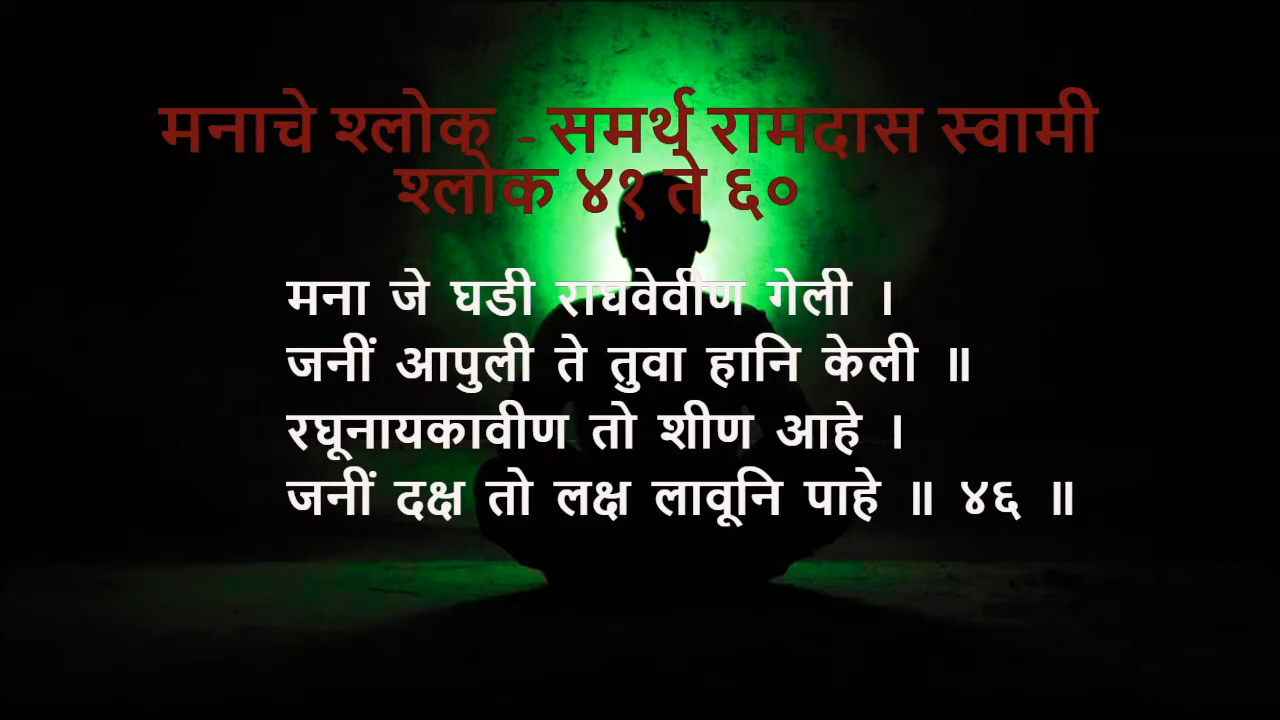 मनाचे श्लोक - समर्थ रामदास स्वामी
श्लोक ४१ ते ६०
मना जे घडी राघवेवीण गेली ।
जनीं आपुली ते तुवा हानि केली ॥
रघूनायकावीण तो शीण आहे ।
जनीं दक्ष तो लक्ष लावूनि पाहे ॥ ४६ ॥